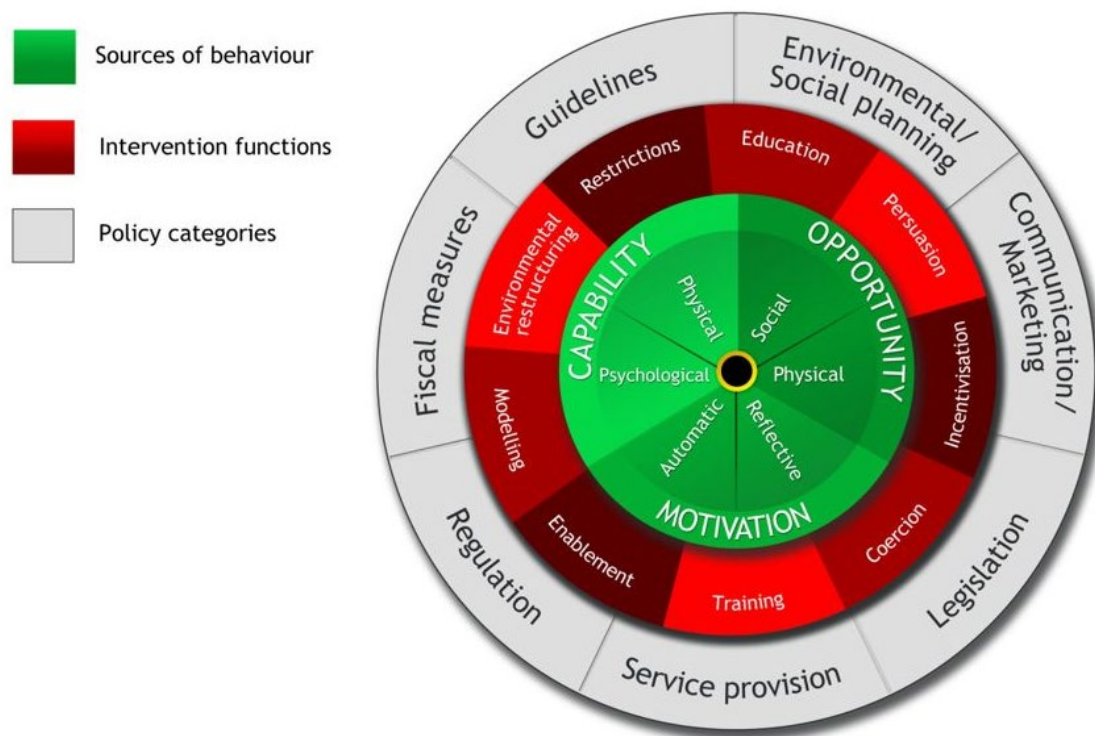 Sources of behaviour
Intervention functions
Policy categories
Guidelines
Environmental/
Social planning
Communication/
Marketing
Legislation
Service provision
Regulation
Fiscal measures
Restrictions
Education
Persuasion
Incentivisation
Coercion
Training
Enablement
Modelling
Environmental
restructuring
CAPABILITY
OPPORTUNITY
MOTIVATION
Physical
Social
Physical
Reflective
Automatic
Psychological